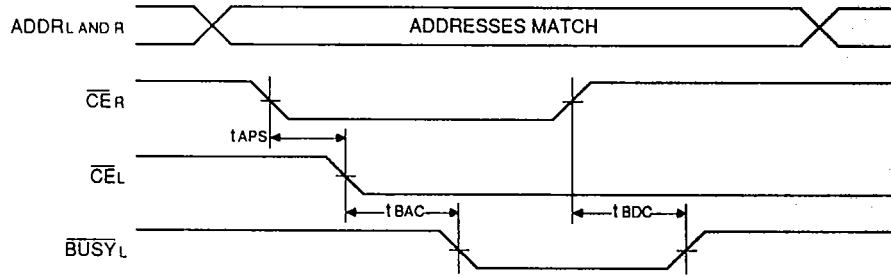 ADDRL AND R ADDRESSES MATCH
CER
tAPS
CEL
tBAC tBDC
BUSYL